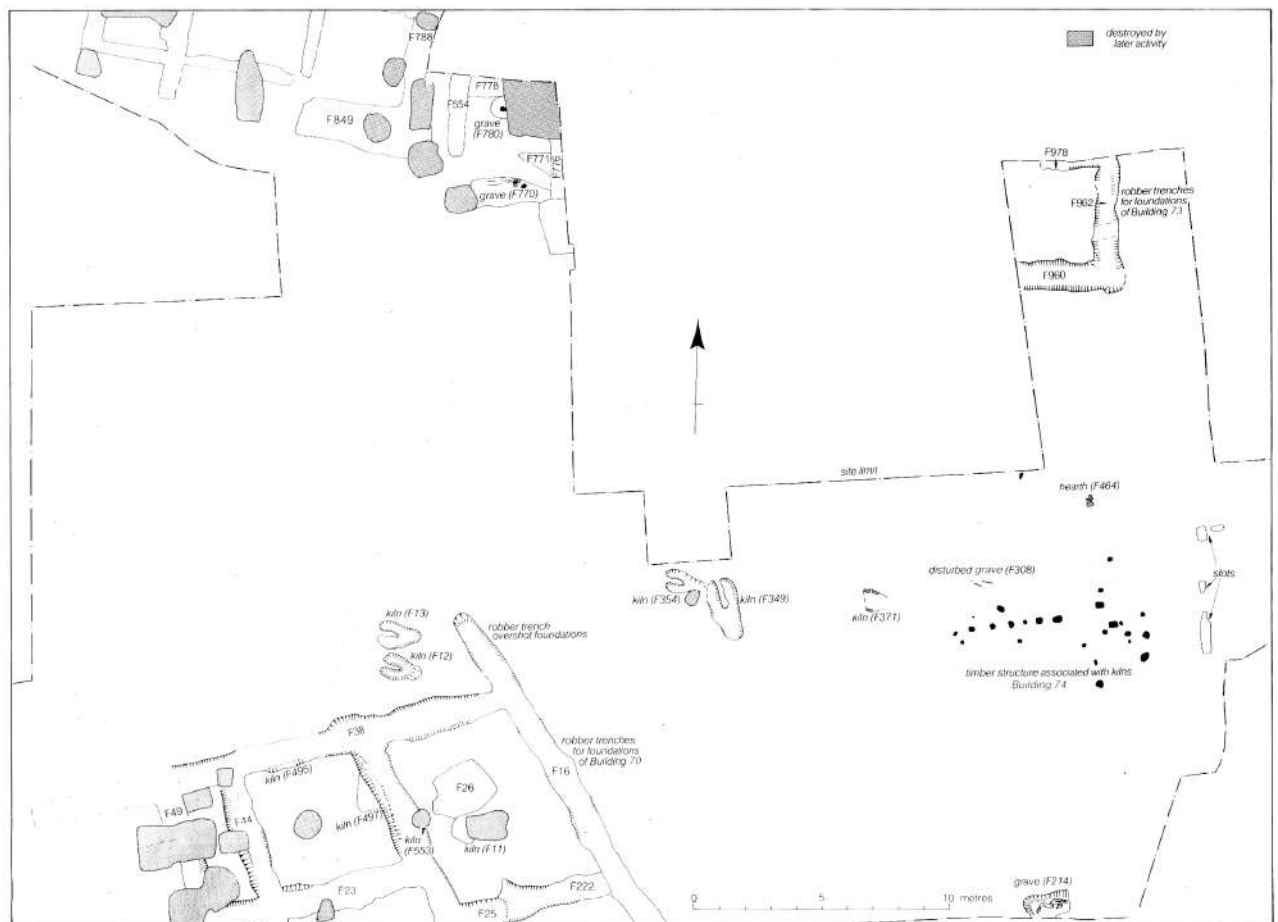 destroyed by
later activity
F788
F778
F554
F849
grave
(F780)
F771
F772
grave (F770)
F978
F962
robber trenches
for foundations
of Building 73
F960
site limit
hearth (F464)
slots
disturbed grave (F308)
kiln (F354)
kiln (F349)
kiln (F371)
kiln (F13)
robber trench
overshot foundations
kiln (F12)
timber structure associated with kilns
Building 74
F38
robber trenches
for foundations
of Building 70
kiln (F495)
F16
F26
F49
F44
kiln (F497)
kiln
(F553)
kiln (F11)
F23
F222
F25
grave (F214)
0 5 10 metres